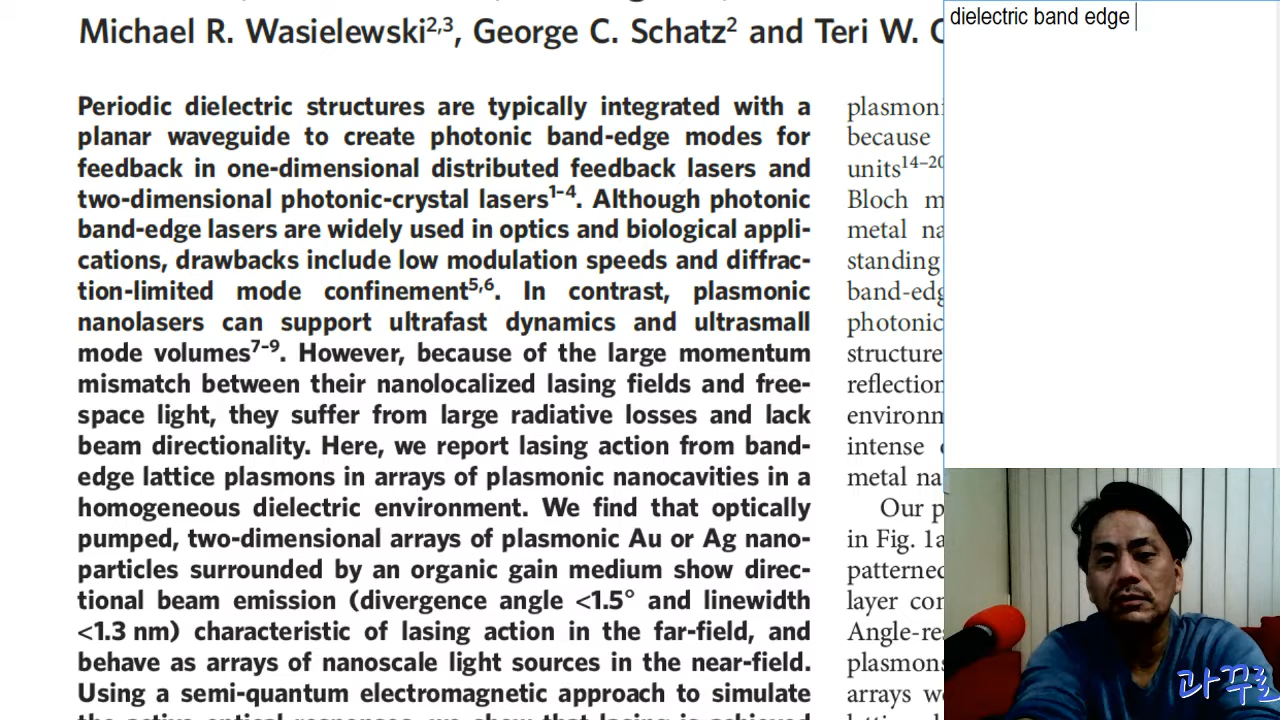 Michael R. Wasielewski2,3, George C. Schatz2 and Teri W.
Periodic dielectric structures are typically integrated with a
planar waveguide to create photonic band-edge modes for
feedback in one-dimensional distributed feedback lasers and
two-dimensional photonic-crystal lasers1–4. Although photonic
band-edge lasers are widely used in optics and biological appli-
cations, drawbacks include low modulation speeds and diffrac-
tion-limited mode confinement5,6. In contrast, plasmonic
nanolasers can support ultrafast dynamics and ultrasmall
mode volumes7–9. However, because of the large momentum
mismatch between their nanolocalized lasing fields and free-
space light, they suffer from large radiative losses and lack
beam directionality. Here, we report lasing action from band-
edge lattice plasmons in arrays of plasmonic nanocavities in a
homogeneous dielectric environment. We find that optically
pumped, two-dimensional arrays of plasmonic Au or Ag nano-
particles surrounded by an organic gain medium show direc-
tional beam emission (divergence angle <1.5° and linewidth
<1.3 nm) characteristic of lasing action in the far-field, and
behave as arrays of nanoscale light sources in the near-field.
Using a semi-quantum electromagnetic approach to simulate
plasmoni
because
units14–20
Bloch m
metal na
standing
band-edg
photonic
structure
reflection
environm
intense
metal na
Our p
in Fig. 1a
patterned
layer con
Angle-re
plasmons
arrays w
dielectric band edge
과꾸로